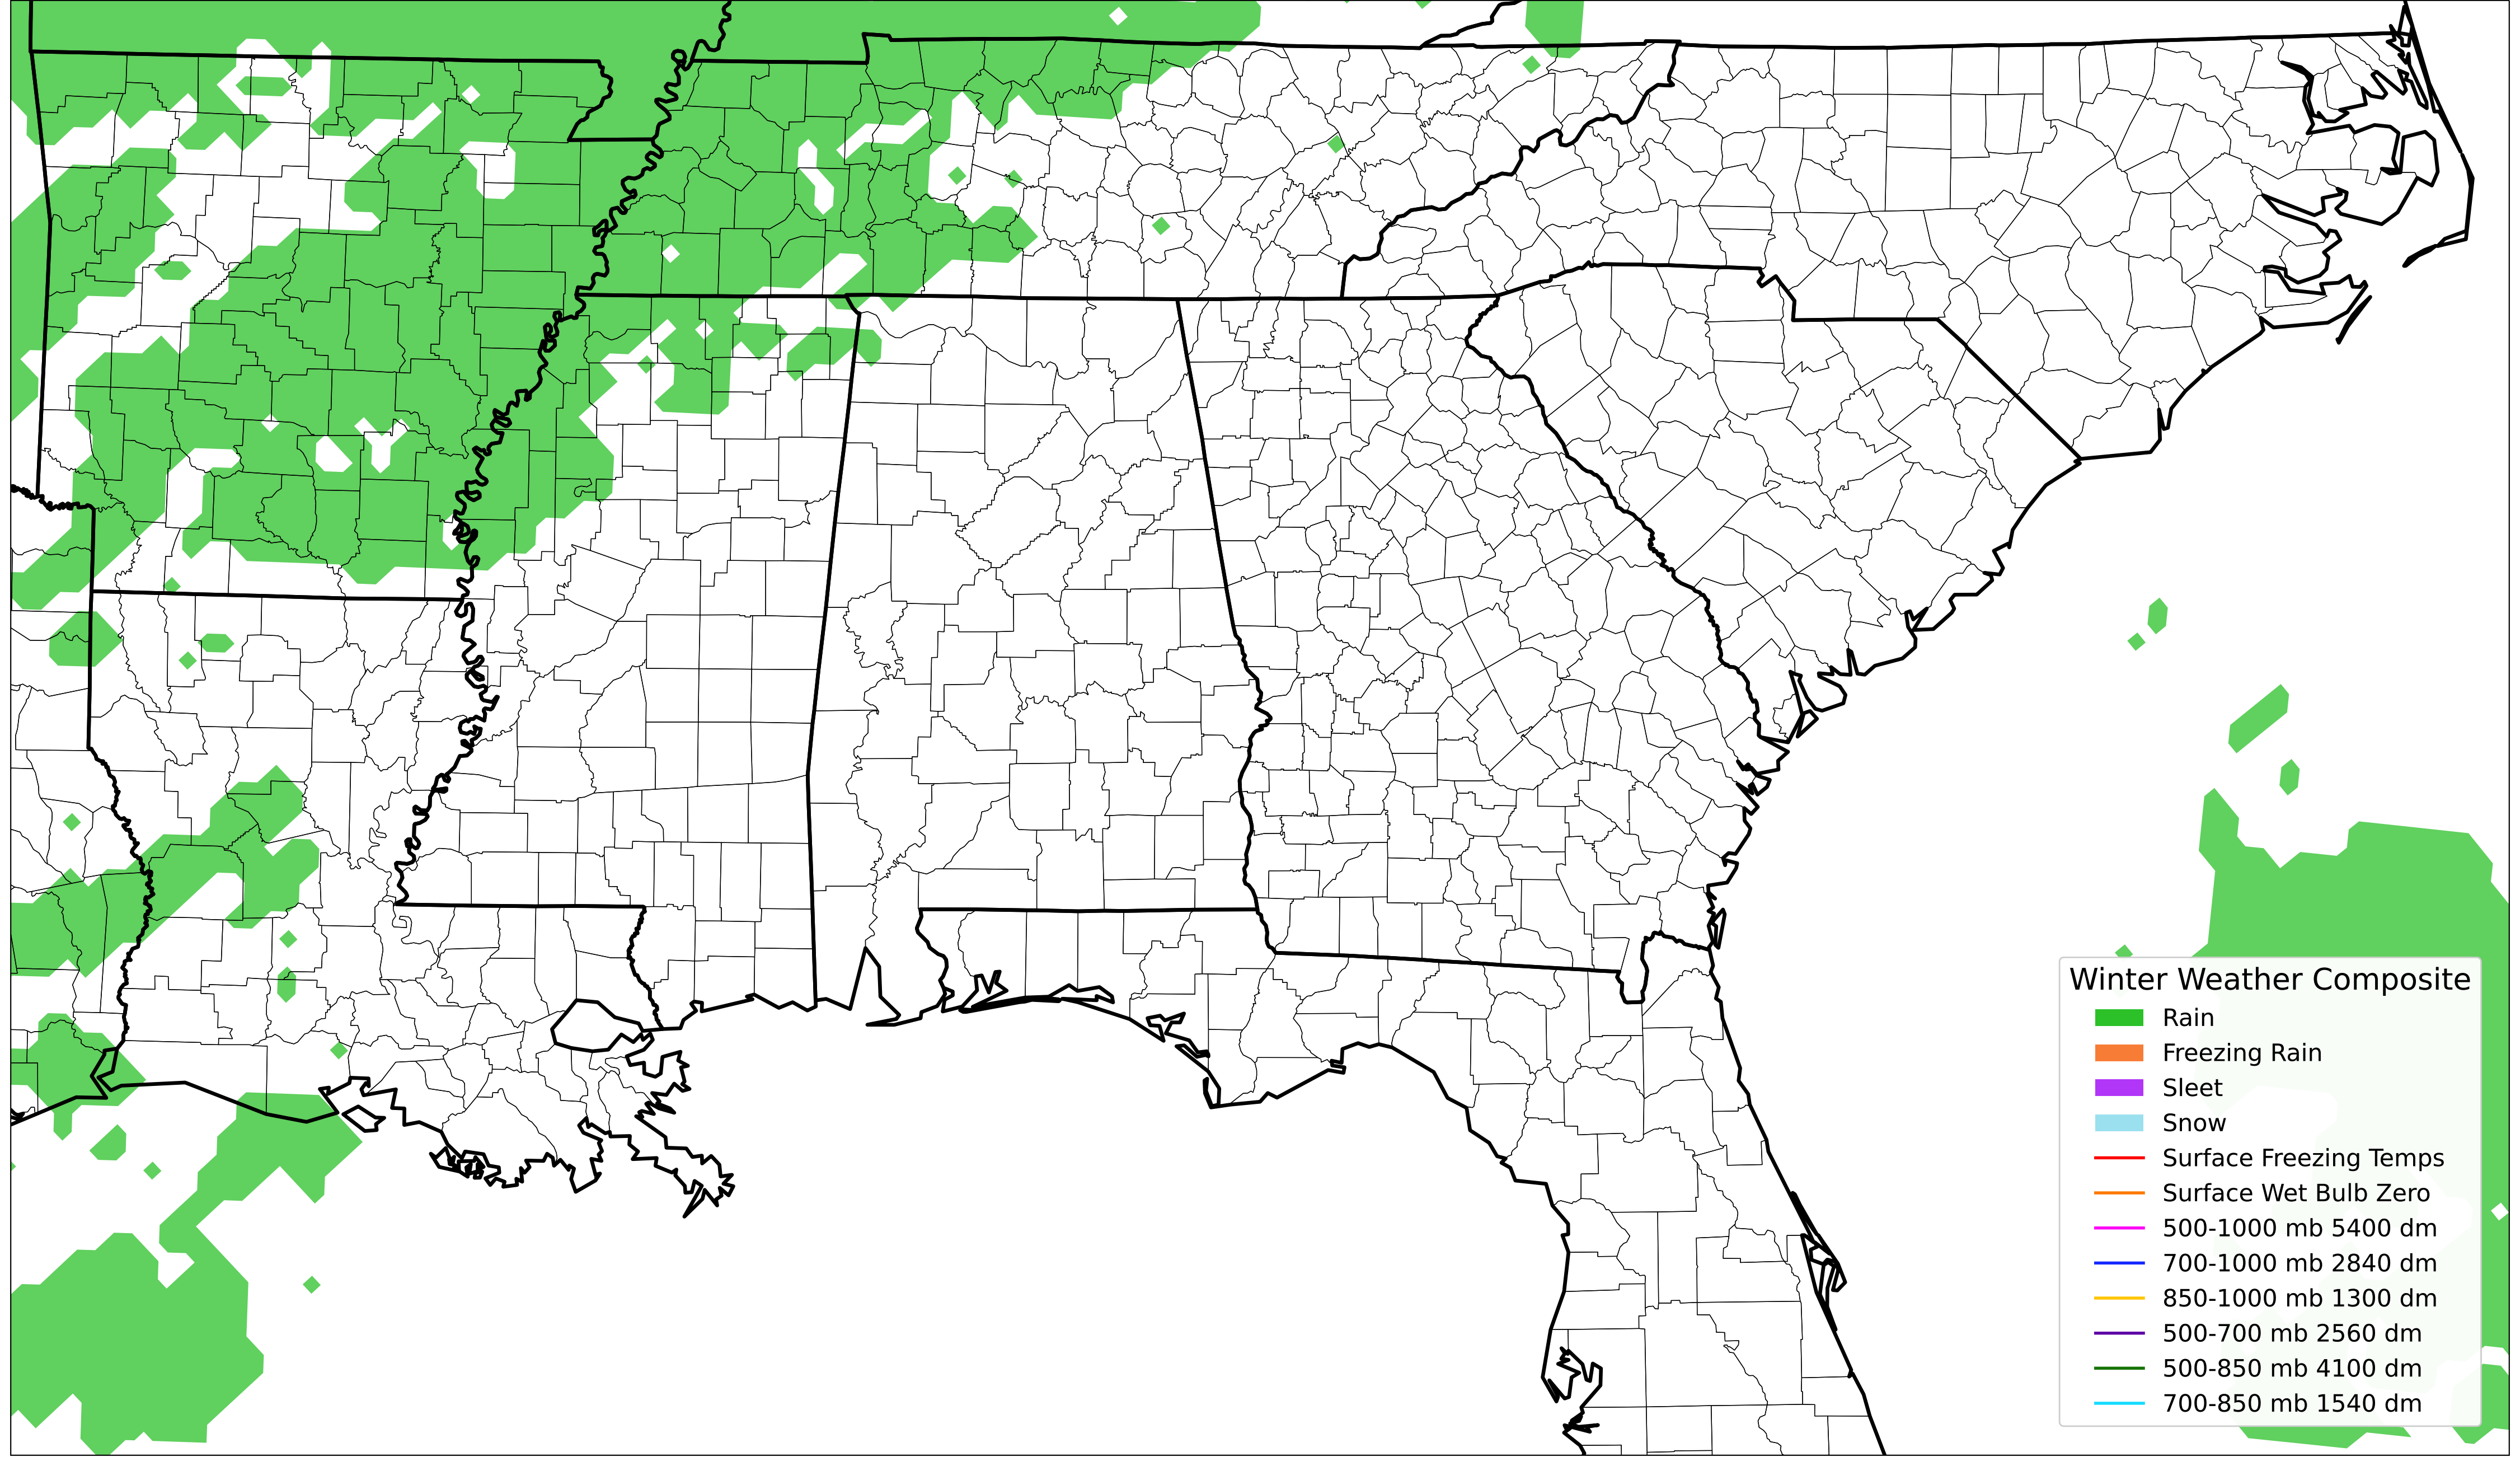 Winter Weather Composite
Rain
Freezing Rain
Sleet
Snow
Surface Freezing Temps
Surface Wet Bulb Zero
500-1000 mb 5400 dm
700-1000 mb 2840 dm
850-1000 mb 1300 dm
500-700 mb 2560 dm
500-850 mb 4100 dm
700-850 mb 1540 dm